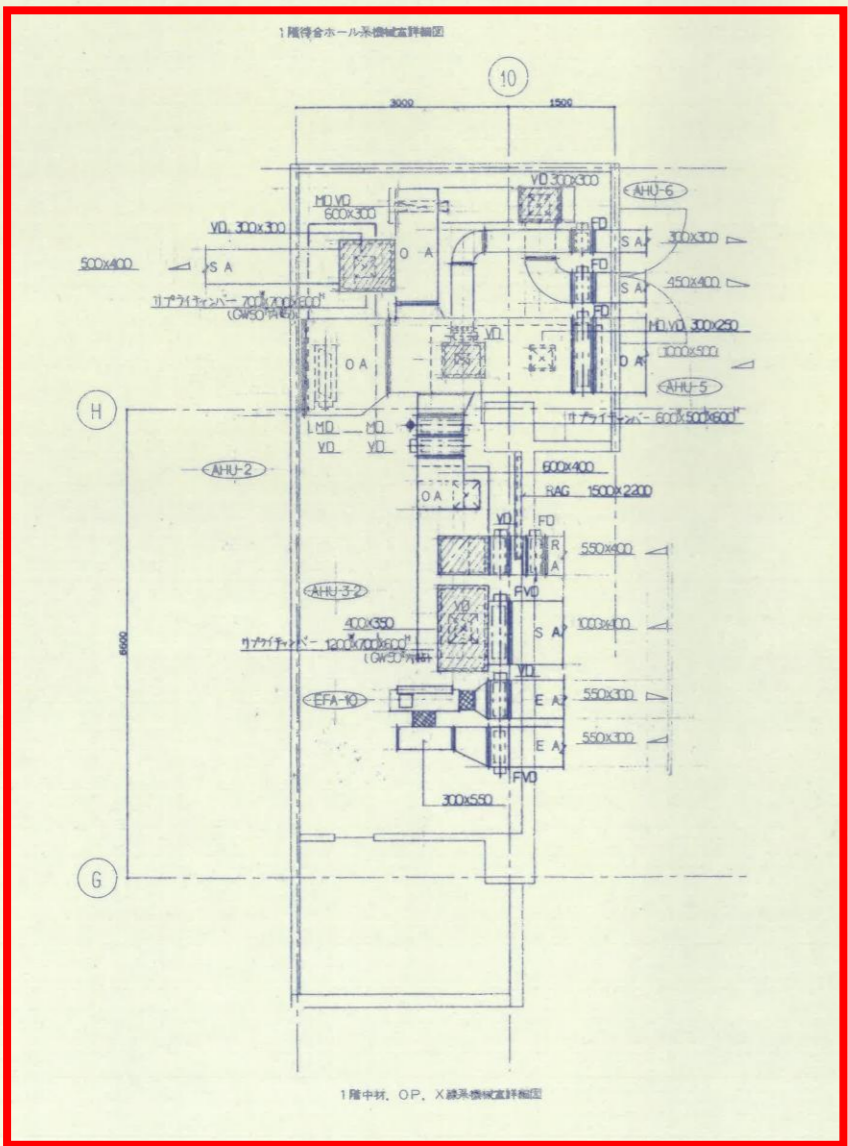 1階待合ホール系機械室詳細図
10
3000
1500
VD 300x300
AHU-6
MD VD
600x300
FD
VD 300x300
O A
S A
300x300
500x400
S A
FD
サプライチャンバー 700x700x600H
S A
450x400
FD
MD.VD 300x250
VD
O A
O A
1000x500
AHU-5
H
サプライチャンバー 600x500x600H
MD
MD
VD
VD
AHU-2
600x400
O A
RAG 1500x2200
VD
FD
R A
550x400
AHU-3-2
FVD
VD
400x350
S A
1000x400
サプライチャンバー 1200x700x600H
6600
VD
EFA-10
E A
550x300
E A
550x300
FVD
300x550
G
1階中材, OP, X線系機械室詳細図